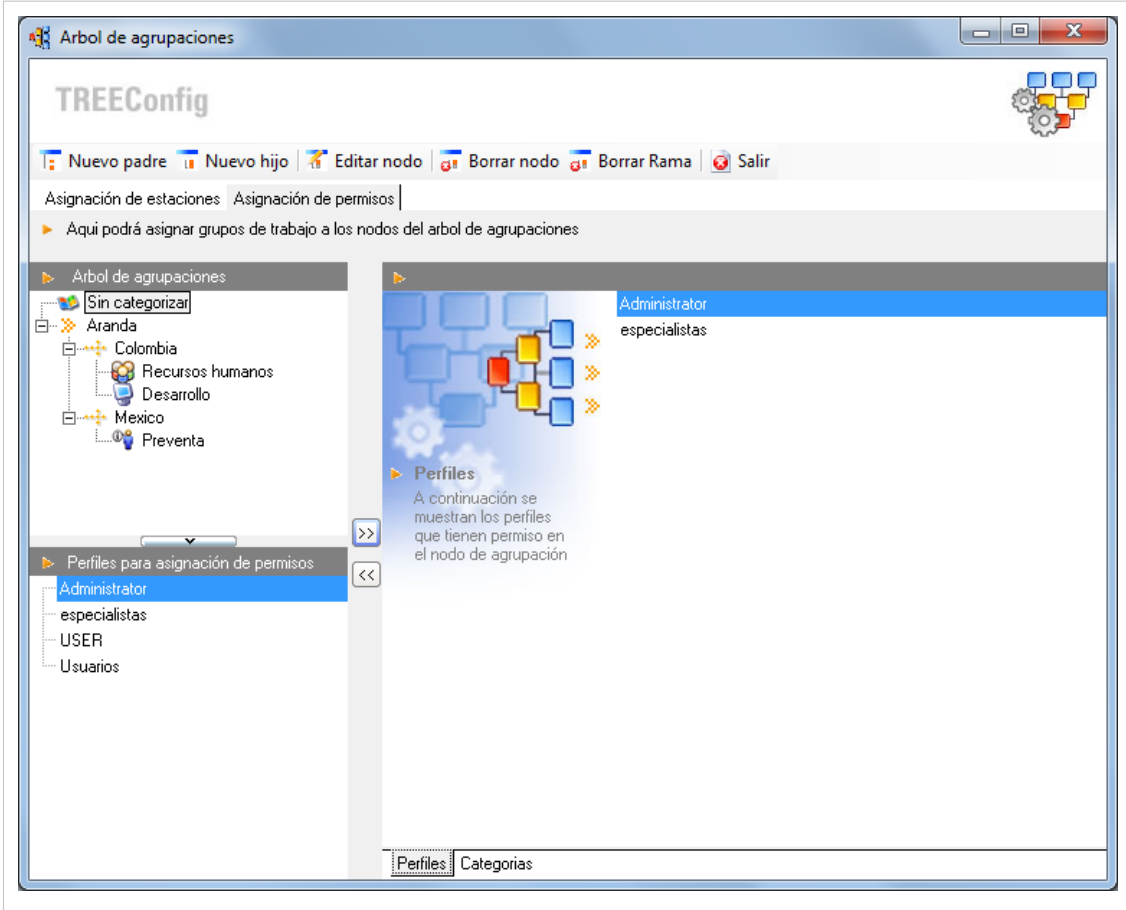 Arbol de agrupaciones
TREEConfig
Nuevo padre Nuevo hijo Editar nodo Borrar nodo Borrar Rama Salir
Asignación de estaciones Asignación de permisos
Aqui podrá asignar grupos de trabajo a los nodos del arbol de agrupaciones
Arbol de agrupaciones
Sin categorizar
Aranda
Colombia
Recursos humanos
Desarrollo
Mexico
Preventa
>>
<<
Perfiles para asignación de permisos
Administrator
especialistas
USER
Usuarios
Perfiles
A continuación se
muestran los perfiles
que tienen permiso en
el nodo de agrupación
Administrator
especialistas
Perfiles Categorias